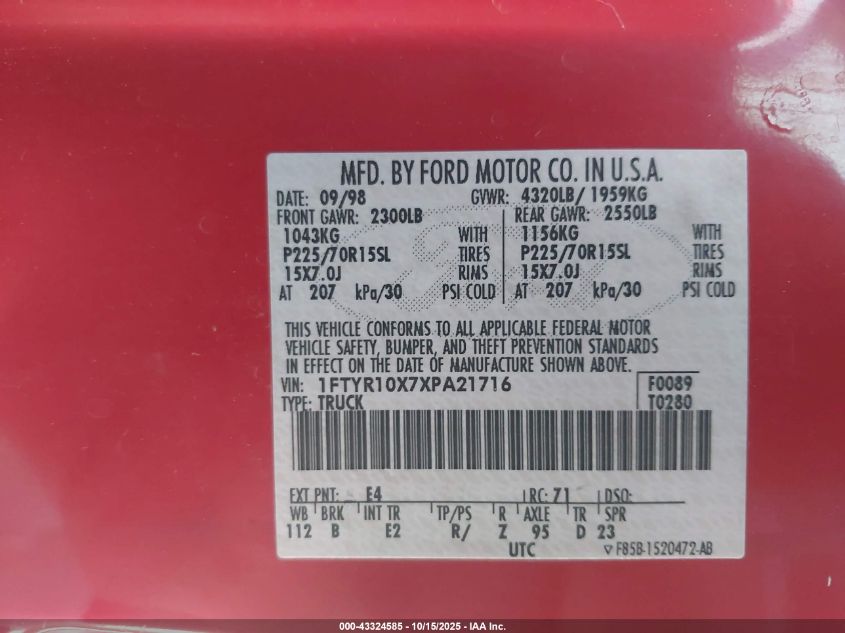 MFD. BY FORD MOTOR CO. IN U.S.A.
DATE: 09/98 GVWR: 4320LB/ 1959KG
FRONT GAWR: 2300LB REAR GAWR: 2550LB
1043KG WITH 1156KG WITH
P225/70R15SL TIRES P225/70R15SL TIRES
15X7.0J RIMS 15X7.0J RIMS
AT 207 kPa/30 PSI COLD AT 207 kPa/30 PSI COLD
THIS VEHICLE CONFORMS TO ALL APPLICABLE FEDERAL MOTOR
VEHICLE SAFETY, BUMPER, AND THEFT PREVENTION STANDARDS
IN EFFECT ON THE DATE OF MANUFACTURE SHOWN ABOVE.
VIN: 1FTYR10X7XPA21716 F0089
TYPE: TRUCK T0280
EXT PNT: E4 RC: 71 DSO:
WB BRK INT TR TP/PS R AXLE TR SPR
112 B E2 R/ Z 95 D 23
UTC F85B-1520472-AB
000-43324585 - 10/15/2025 - IAA Inc.